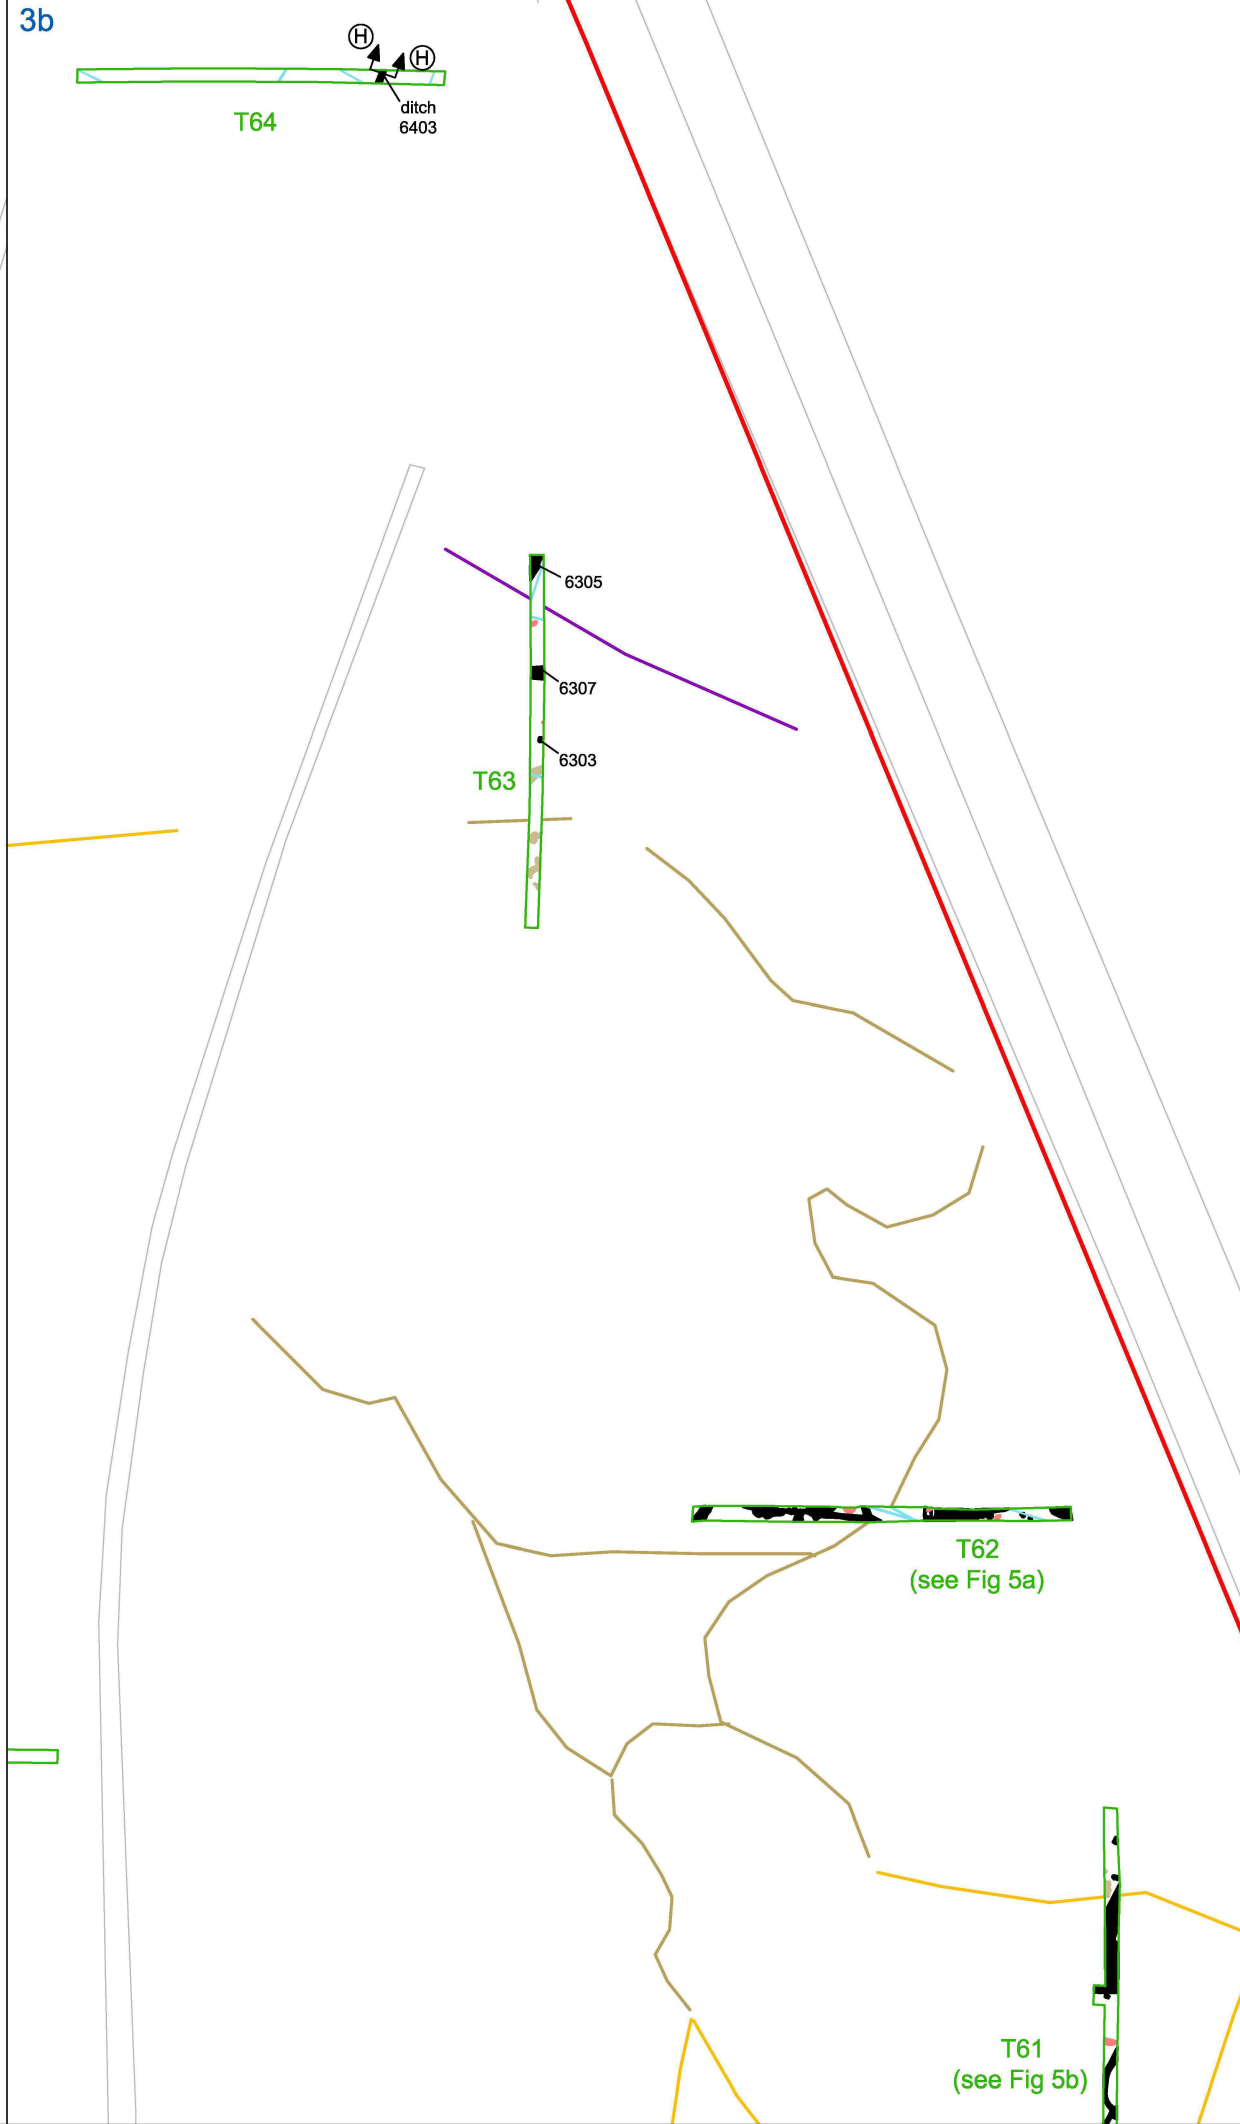 3b
H
H
ditch
6403
T64
6305
6307
6303
T63
T62
(see Fig 5a)
T61
(see Fig 5b)